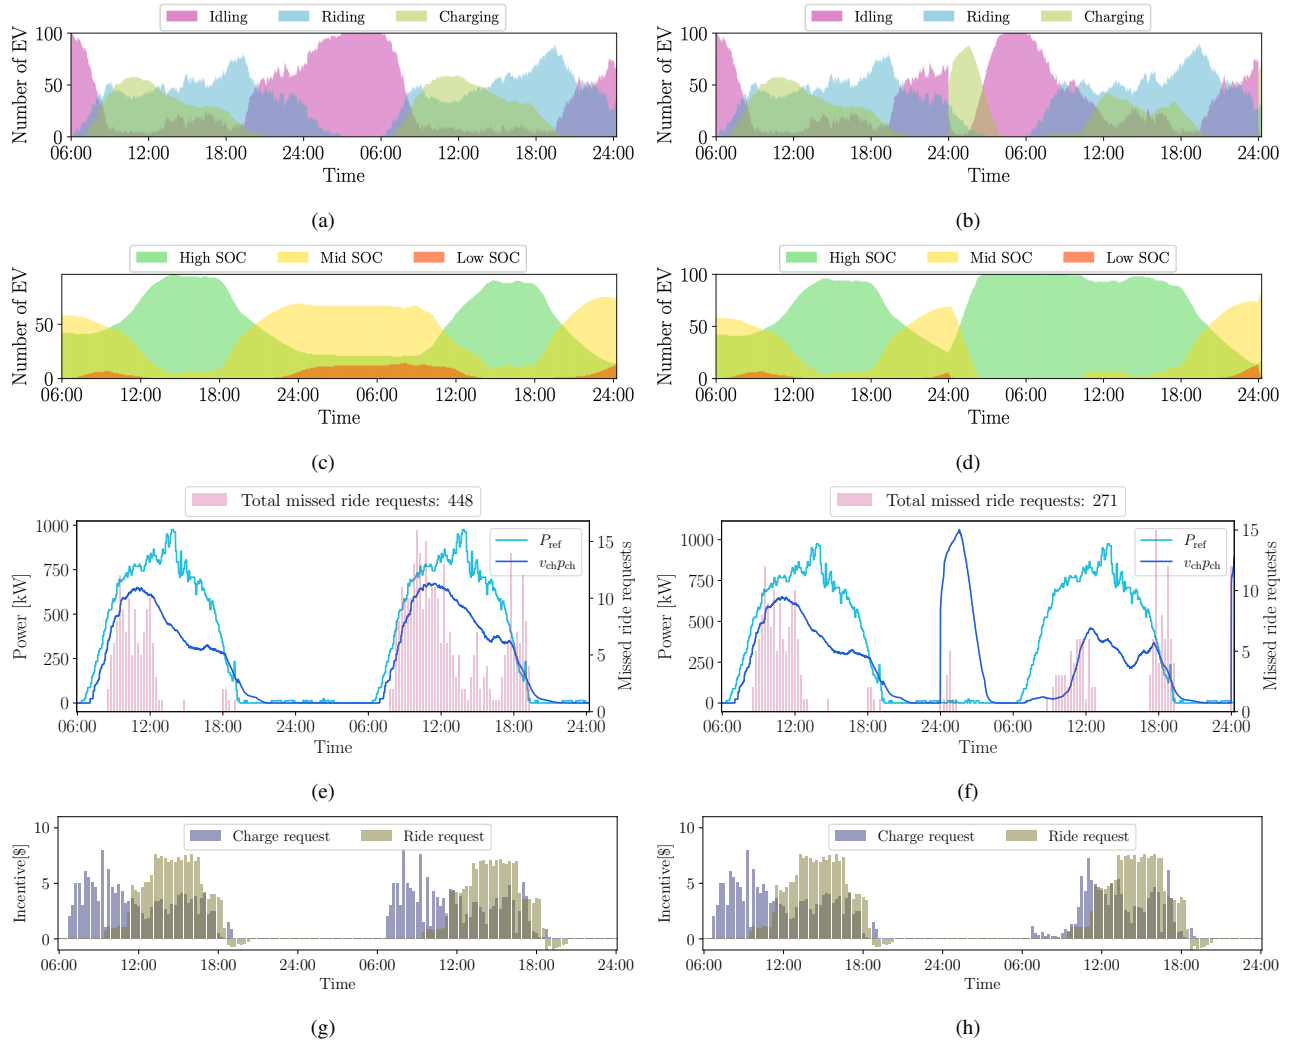 Idling Riding Charging
Number of EV
100
50
0
06:00 12:00 18:00 24:00 06:00 12:00 18:00 24:00
Time
(a)
Idling Riding Charging
Number of EV
100
50
0
06:00 12:00 18:00 24:00 06:00 12:00 18:00 24:00
Time
(b)
High SOC Mid SOC Low SOC
Number of EV
50
0
06:00 12:00 18:00 24:00 06:00 12:00 18:00 24:00
Time
(c)
High SOC Mid SOC Low SOC
Number of EV
100
50
0
06:00 12:00 18:00 24:00 06:00 12:00 18:00 24:00
Time
(d)
Total missed ride requests: 448
Power [kW]
1000
750
500
250
0
P_ref
v_ch p_ch
15
10
5
0
Missed ride requests
06:00 12:00 18:00 24:00 06:00 12:00 18:00 24:00
Time
(e)
Total missed ride requests: 271
Power [kW]
1000
750
500
250
0
P_ref
v_ch p_ch
15
10
5
0
Missed ride requests
06:00 12:00 18:00 24:00 06:00 12:00 18:00 24:00
Time
(f)
Charge request Ride request
Incentive[$]
10
5
0
06:00 12:00 18:00 24:00 06:00 12:00 18:00 24:00
Time
(g)
Charge request Ride request
Incentive[$]
10
5
0
06:00 12:00 18:00 24:00 06:00 12:00 18:00 24:00
Time
(h)